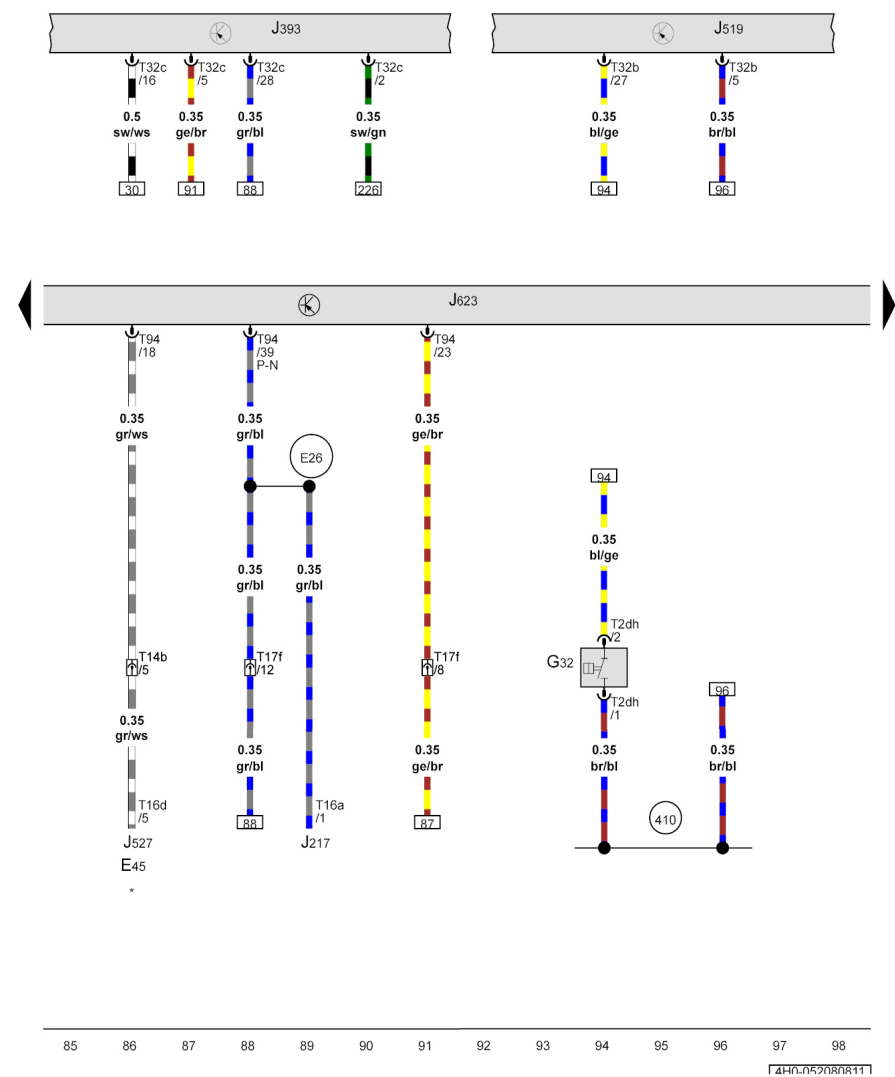 J393
J519
T32c
/16
T32c
/5
T32c
/28
T32c
/2
T32b
/27
T32b
/5
0.5
sw/ws
0.35
ge/br
0.35
gr/bl
0.35
sw/gn
0.35
bl/ge
0.35
br/bl
30
91
88
226
94
96
J623
T94
/18
T94
/39
P-N
T94
/23
0.35
gr/ws
0.35
gr/bl
0.35
ge/br
E26
94
0.35
bl/ge
0.35
gr/bl
0.35
gr/bl
T2dh
/2
T14b
/5
T17f
/12
T17f
/8
G32
96
T2dh
/1
0.35
gr/ws
0.35
gr/bl
0.35
ge/br
0.35
br/bl
0.35
br/bl
T16d
/5
T16a
/1
88
87
410
J527
J217
E45
*
85 86 87 88 89 90 91 92 93 94 95 96 97 98
4H0-052080811